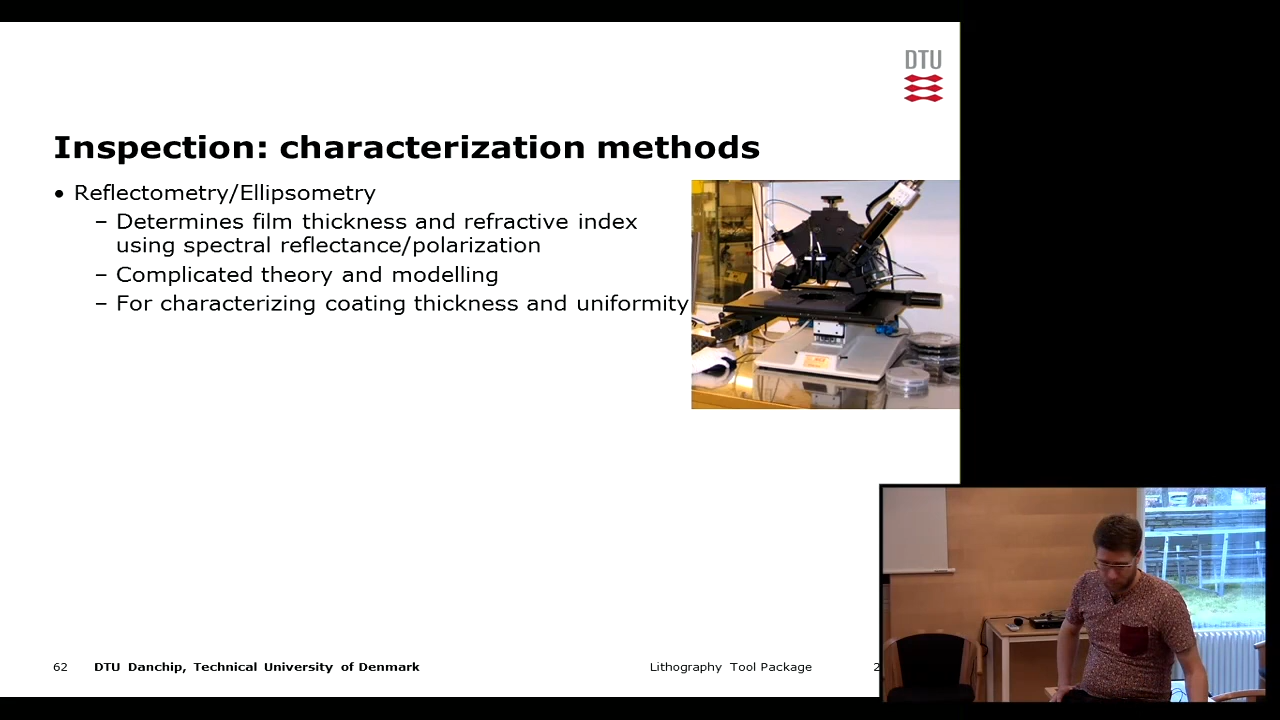 DTU
Inspection: characterization methods
• Reflectometry/Ellipsometry
– Determines film thickness and refractive index
using spectral reflectance/polarization
– Complicated theory and modelling
– For characterizing coating thickness and uniformity
62 DTU Danchip, Technical University of Denmark Lithography Tool Package 2